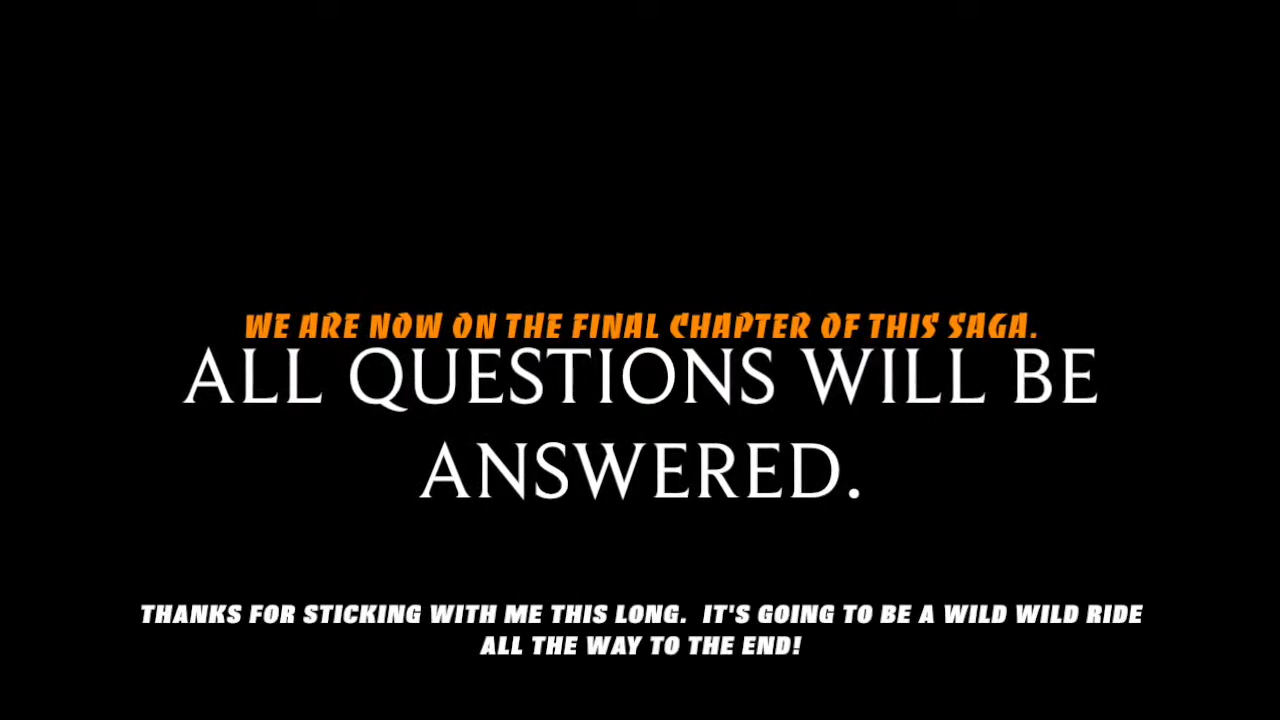 WE ARE NOW ON THE FINAL CHAPTER OF THIS SAGA.
ALL QUESTIONS WILL BE
ANSWERED.
THANKS FOR STICKING WITH ME THIS LONG.  IT'S GOING TO BE A WILD WILD RIDE
ALL THE WAY TO THE END!